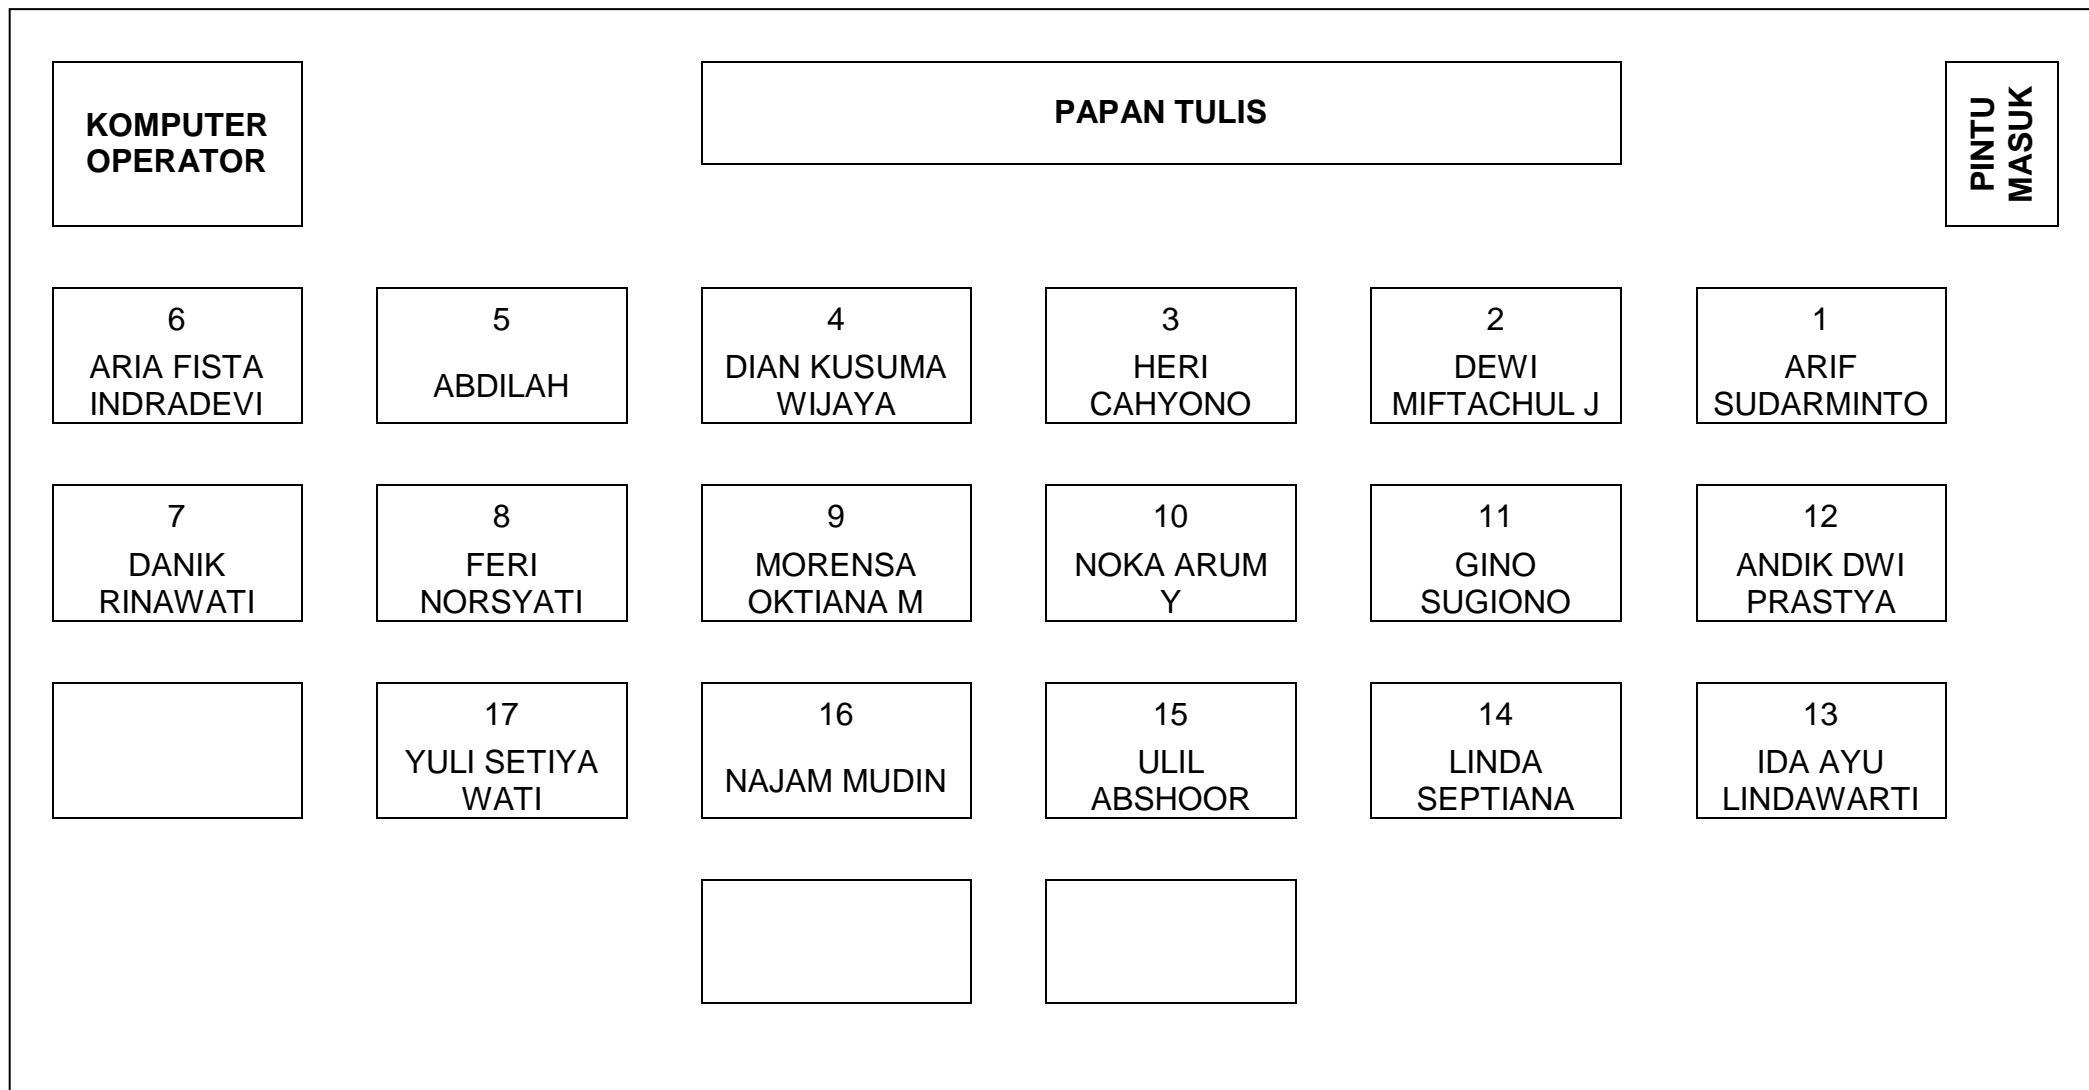 KOMPUTER
OPERATOR
PAPAN TULIS
PINTU
MASUK
6
ARIA FISTA
INDRADEVI
5
ABDILAH
4
DIAN KUSUMA
WIJAYA
3
HERI
CAHYONO
2
DEWI
MIFTACHUL J
1
ARIF
SUDARMINTO
7
DANIK
RINAWATI
8
FERI
NORSYATI
9
MORENSA
OKTIANA M
10
NOKA ARUM
Y
11
GINO
SUGIONO
12
ANDIK DWI
PRASTYA
17
YULI SETIYA
WATI
16
NAJAM MUDIN
15
ULIL
ABSHOOR
14
LINDA
SEPTIANA
13
IDA AYU
LINDAWARTI